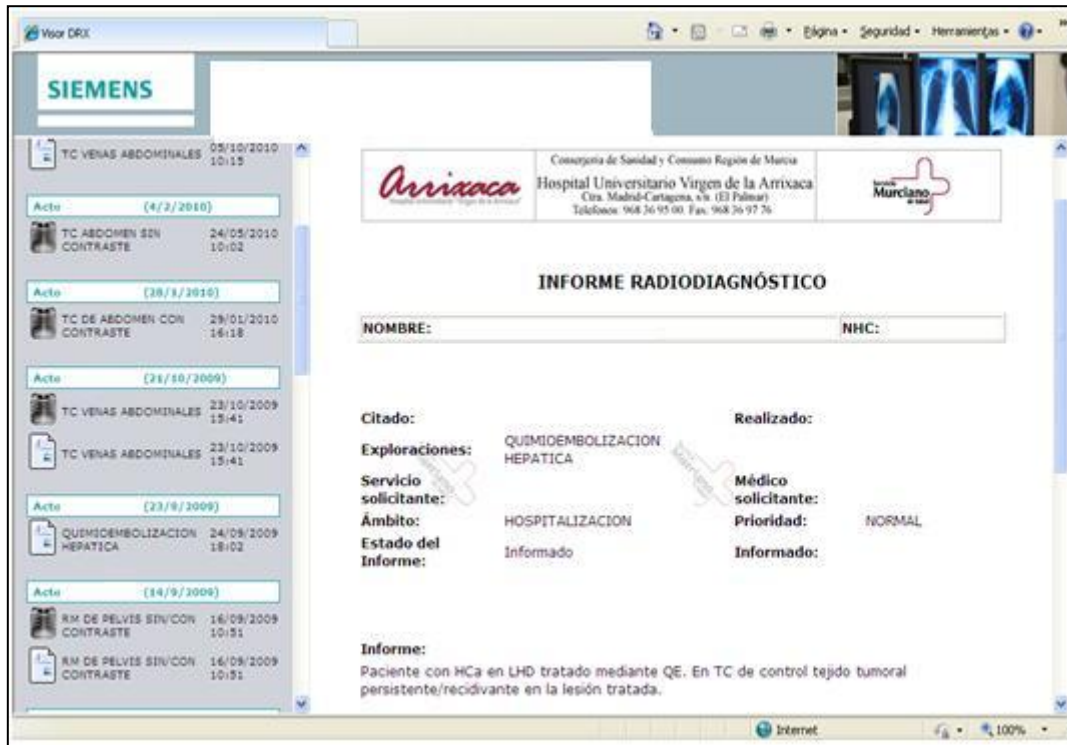 Visor DRX
Página
Seguridad
Herramientas
SIEMENS
TC VENAS ABDOMINALES 05/10/2010 10:15
Acto (4/2/2010)
TC ABDOMEN SIN 24/05/2010
CONTRASTE 10:02
Acto (28/1/2010)
TC DE ABDOMEN CON 29/01/2010
CONTRASTE 16:18
Acto (21/10/2009)
TC VENAS ABDOMINALES 23/10/2009 15:41
TC VENAS ABDOMINALES 23/10/2009 15:41
Acto (23/9/2009)
QUIMIOEMBOLIZACION 24/09/2009
HEPATICA 18:02
Acto (14/9/2009)
RM DE PELVIS SIN/CON 16/09/2009
CONTRASTE 10:51
RM DE PELVIS SIN/CON 16/09/2009
CONTRASTE 10:51
Arrixaca
Consejería de Sanidad y Consumo Región de Murcia
Hospital Universitario Virgen de la Arrixaca
Ctra. Madrid-Cartagena, s/n. (El Palmar)
Teléfonos: 968 36 95 00. Fax: 968 36 97 76
Servicio
Murciano
de Salud
INFORME RADIODIAGNÓSTICO
NOMBRE: NHC:
Citado: Realizado:
Exploraciones: QUIMIOEMBOLIZACION
HEPATICA
Servicio Médico
solicitante: solicitante:
Ámbito: HOSPITALIZACION Prioridad: NORMAL
Estado del
Informe: Informado Informado:
Informe:
Paciente con HCa en LHD tratado mediante QE. En TC de control tejido tumoral
persistente/recidivante en la lesión tratada.
Internet
100%